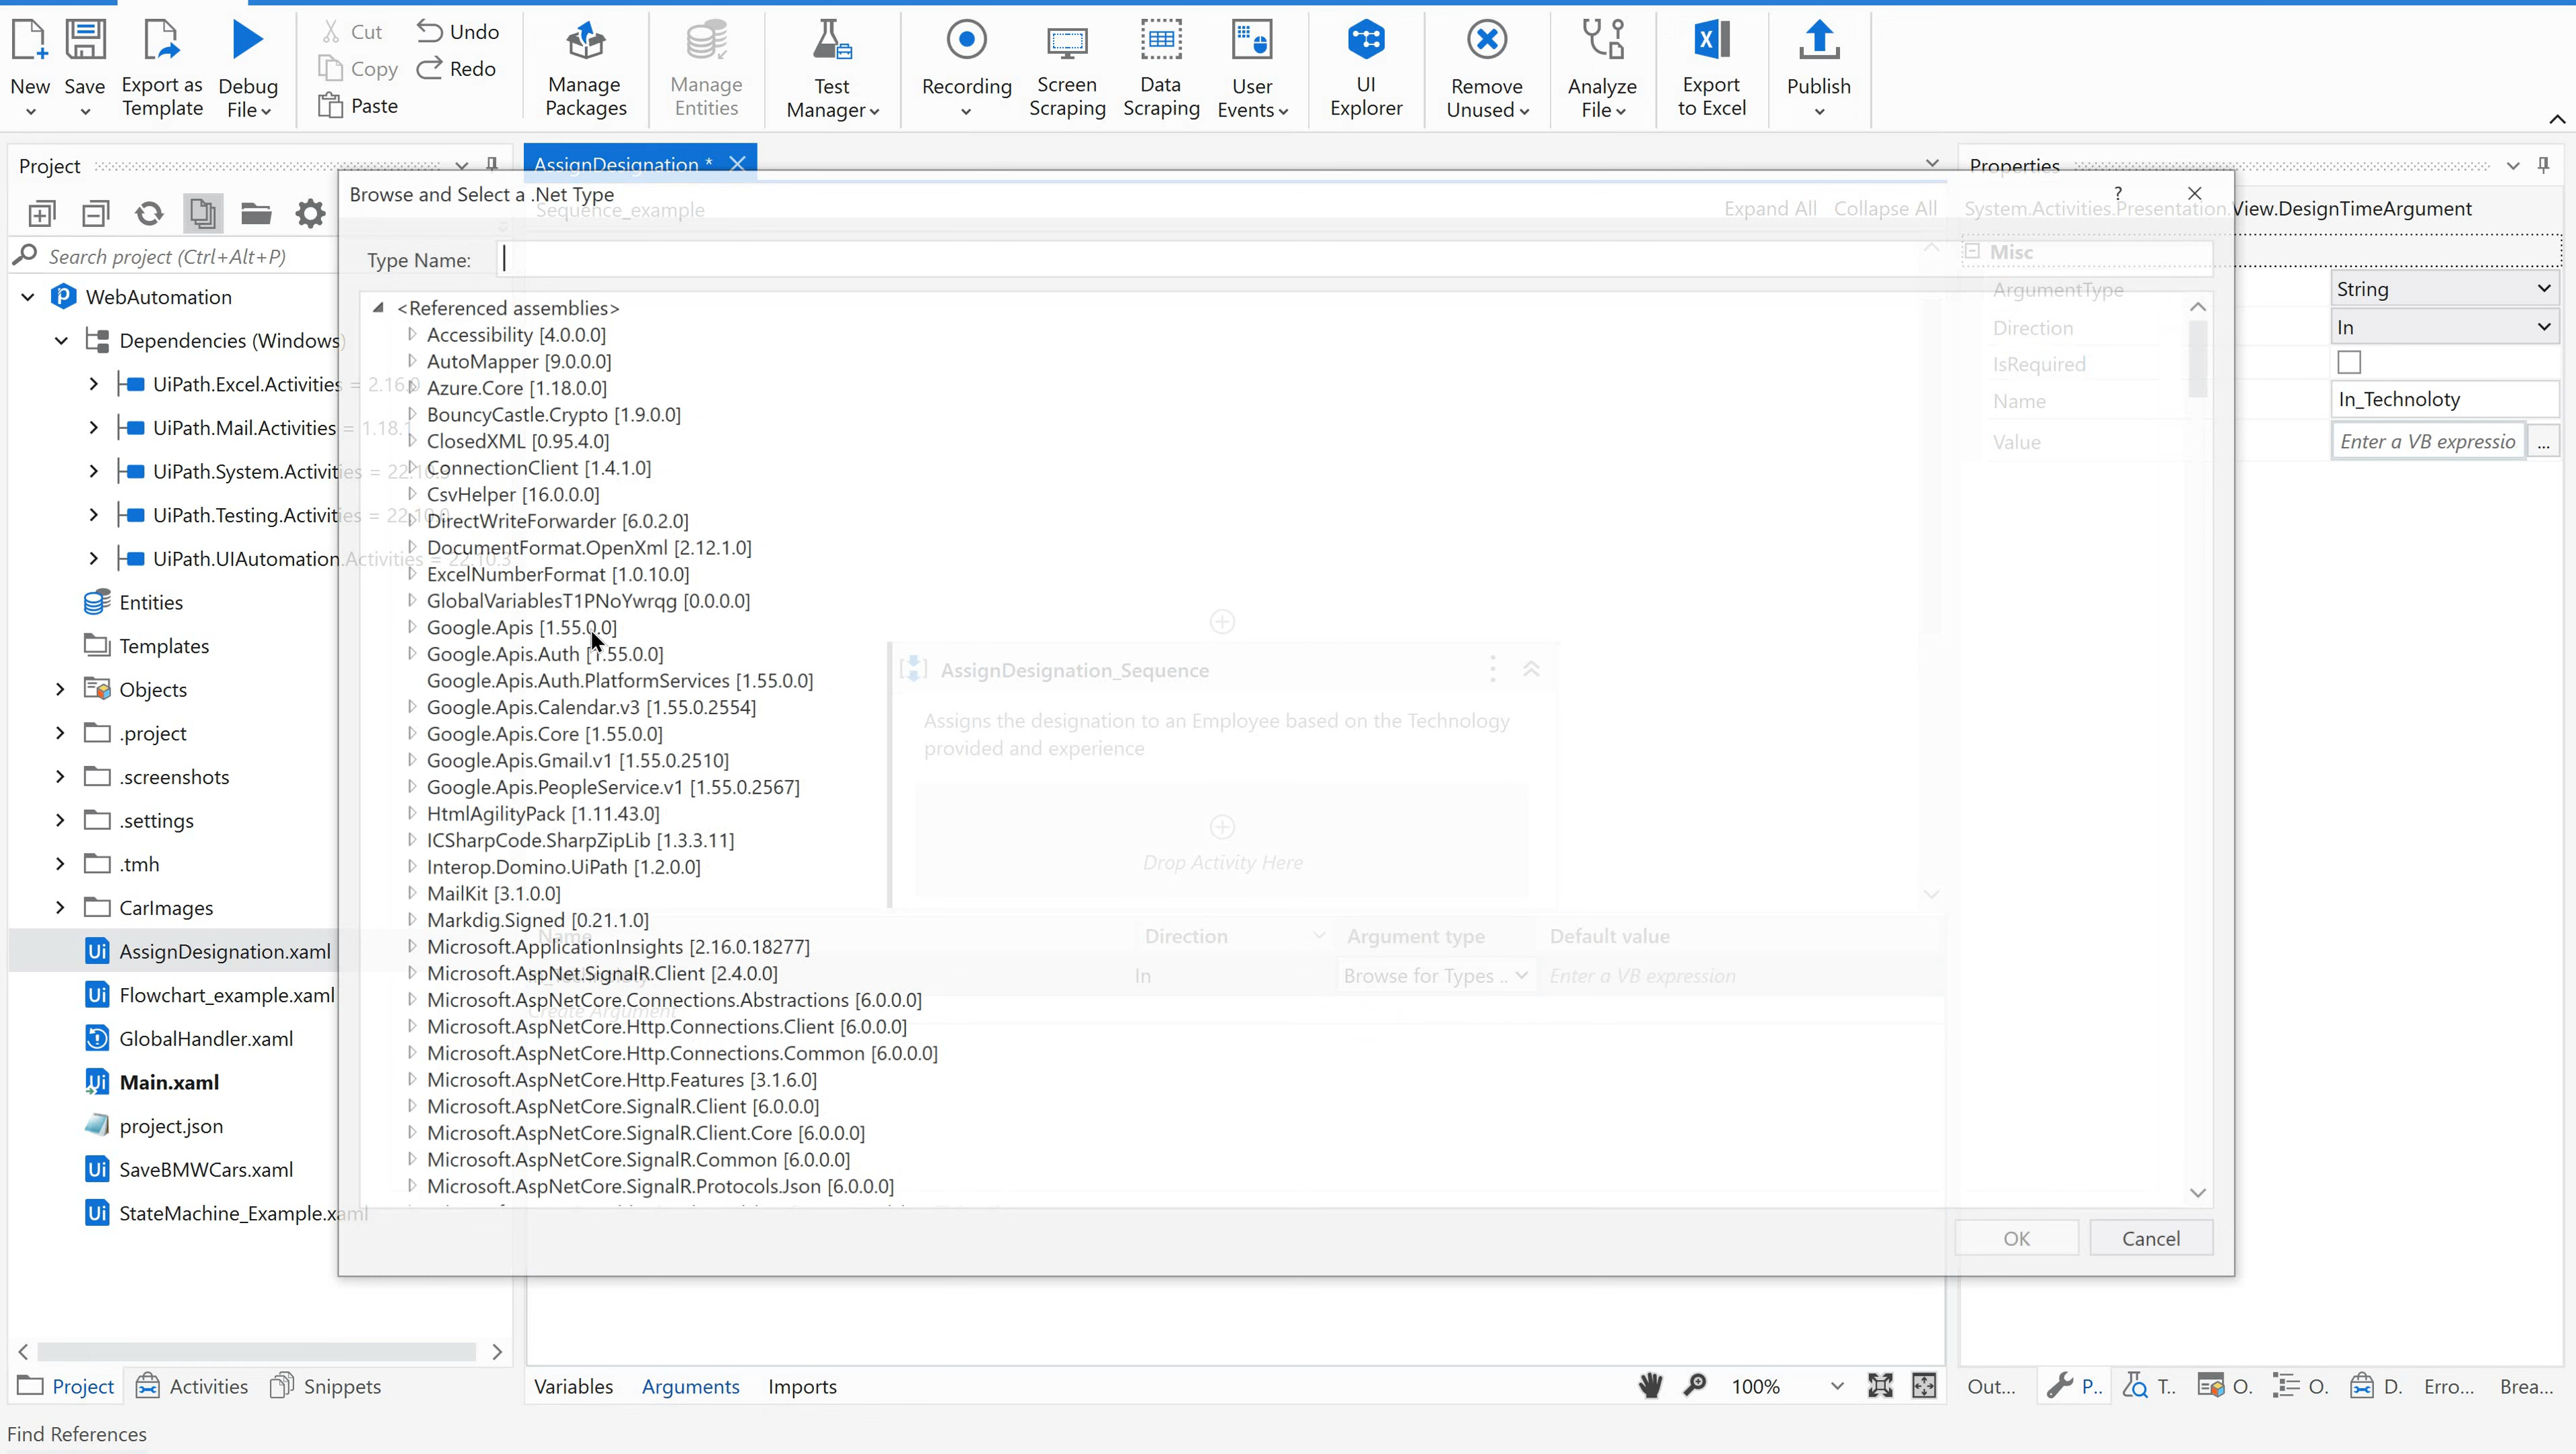 New
Save
Export as
Template
Debug
File
Cut
Copy
Paste
Undo
Redo
Manage
Packages
Manage
Entities
Test
Manager
Recording
Screen
Scraping
Data
Scraping
User
Events
UI
Explorer
Remove
Unused
Analyze
File
Export
to Excel
Publish
Project
AssignDesignation *
Properties
Browse and Select a .Net Type
?
Sequence_example
Expand All
Collapse All
System.Activities.Presentation.View.DesignTimeArgument
Search project (Ctrl+Alt+P)
Type Name:
Misc
WebAutomation
Dependencies (Windows)
UiPath.Excel.Activities = 2.16.0
UiPath.Mail.Activities = 1.18.1
UiPath.System.Activities = 22.10.3
UiPath.Testing.Activities = 22.10.0
UiPath.UIAutomation.Activities = 22.10.3
Entities
Templates
Objects
.project
.screenshots
.settings
.tmh
CarImages
AssignDesignation.xaml
Flowchart_example.xaml
GlobalHandler.xaml
Main.xaml
project.json
SaveBMWCars.xaml
StateMachine_Example.xaml
<Referenced assemblies>
Accessibility [4.0.0.0]
AutoMapper [9.0.0.0]
Azure.Core [1.18.0.0]
BouncyCastle.Crypto [1.9.0.0]
ClosedXML [0.95.4.0]
ConnectionClient [1.4.1.0]
CsvHelper [16.0.0.0]
DirectWriteForwarder [6.0.2.0]
DocumentFormat.OpenXml [2.12.1.0]
ExcelNumberFormat [1.0.10.0]
GlobalVariablesT1PNoYwrqg [0.0.0.0]
Google.Apis [1.55.0.0]
Google.Apis.Auth [1.55.0.0]
Google.Apis.Auth.PlatformServices [1.55.0.0]
Google.Apis.Calendar.v3 [1.55.0.2554]
Google.Apis.Core [1.55.0.0]
Google.Apis.Gmail.v1 [1.55.0.2510]
Google.Apis.PeopleService.v1 [1.55.0.2567]
HtmlAgilityPack [1.11.43.0]
ICSharpCode.SharpZipLib [1.3.3.11]
Interop.Domino.UiPath [1.2.0.0]
MailKit [3.1.0.0]
Markdig.Signed [0.21.1.0]
Microsoft.ApplicationInsights [2.16.0.18277]
Microsoft.AspNet.SignalR.Client [2.4.0.0]
Microsoft.AspNetCore.Connections.Abstractions [6.0.0.0]
Microsoft.AspNetCore.Http.Connections.Client [6.0.0.0]
Microsoft.AspNetCore.Http.Connections.Common [6.0.0.0]
Microsoft.AspNetCore.Http.Features [3.1.6.0]
Microsoft.AspNetCore.SignalR.Client [6.0.0.0]
Microsoft.AspNetCore.SignalR.Client.Core [6.0.0.0]
Microsoft.AspNetCore.SignalR.Common [6.0.0.0]
Microsoft.AspNetCore.SignalR.Protocols.Json [6.0.0.0]
AssignDesignation_Sequence
Assigns the designation to an Employee based on the Technology
provided and experience
Drop Activity Here
Name
Direction
Argument type
Default value
In
Browse for Types ..
Enter a VB expression
Create Argument
ArgumentType
String
Direction
In
IsRequired
Name
In_Technoloty
Value
Enter a VB expressio
...
OK
Cancel
Project
Activities
Snippets
Variables
Arguments
Imports
100%
Out...
P..
T..
O.
O.
D.
Erro...
Brea...
Find References